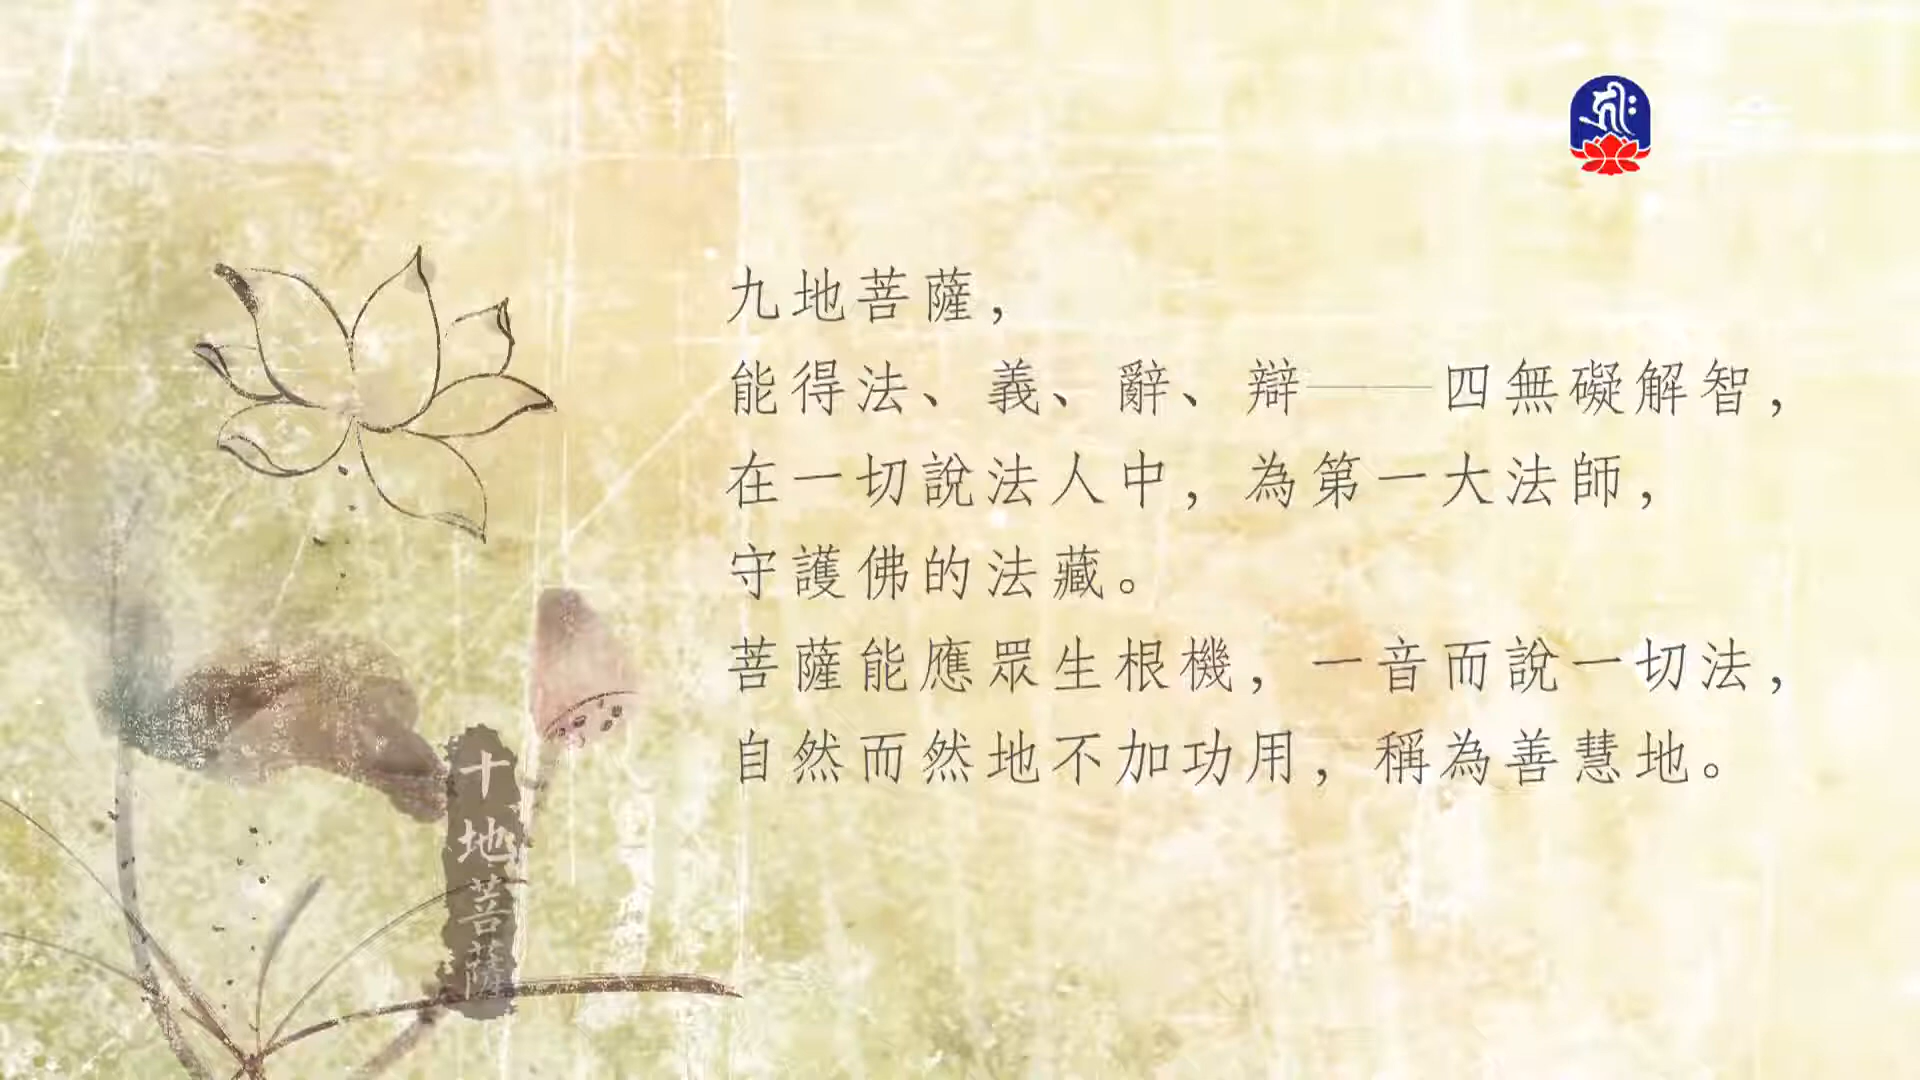 九地菩薩，
能得法、義、辭、辯——四無礙解智，
在一切說法人中，為第一大法師，
守護佛的法藏。
菩薩能應眾生根機，一音而說一切法，
自然而然地不加功用，稱為善慧地。
十地菩薩